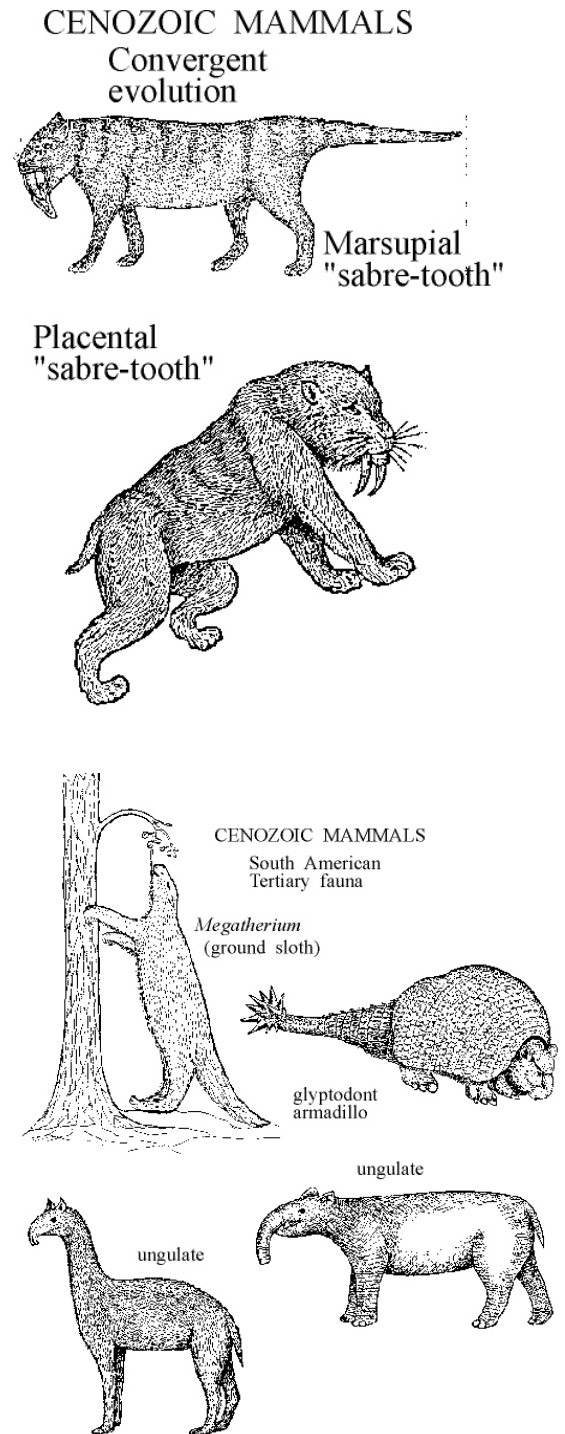 CENOZOIC MAMMALS
Convergent
evolution
Marsupial
"sabre-tooth"
Placental
"sabre-tooth"
CENOZOIC MAMMALS
South American
Tertiary fauna
Megatherium
(ground sloth)
glyptodont
armadillo
ungulate
ungulate